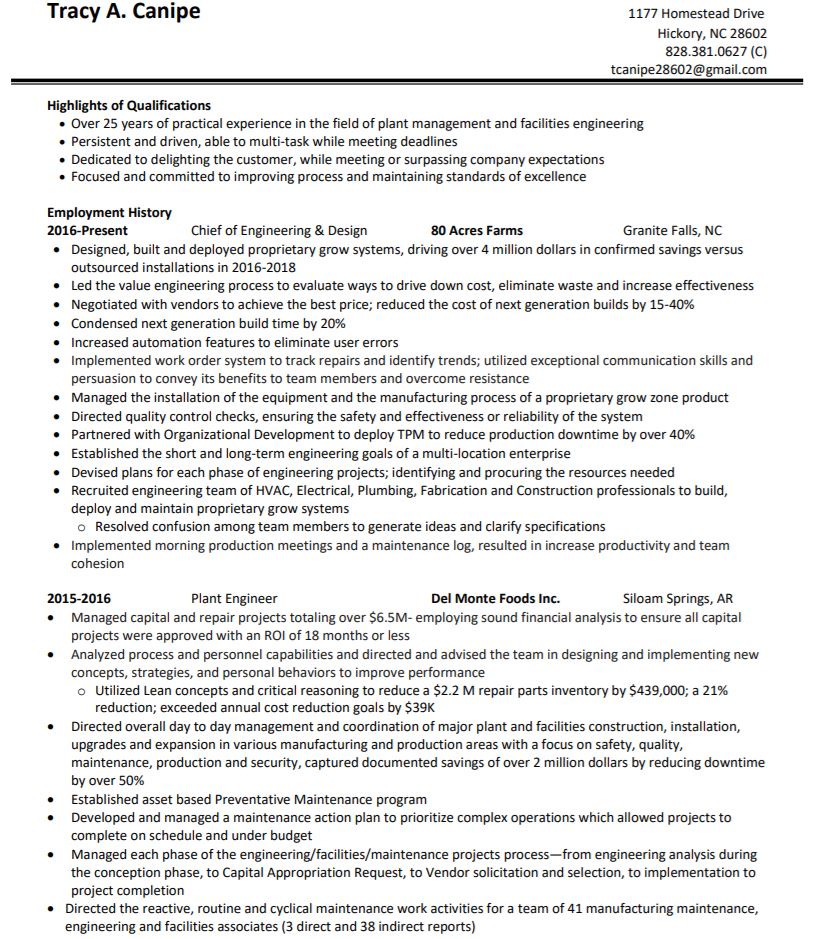 Tracy A. Canipe
1177 Homestead Drive
Hickory, NC 28602
828.381.0627 (C)
tcanipe28602@gmail.com
Highlights of Qualifications
• Over 25 years of practical experience in the field of plant management and facilities engineering
• Persistent and driven, able to multi-task while meeting deadlines
• Dedicated to delighting the customer, while meeting or surpassing company expectations
• Focused and committed to improving process and maintaining standards of excellence
Employment History
2016-Present Chief of Engineering & Design 80 Acres Farms Granite Falls, NC
• Designed, built and deployed proprietary grow systems, driving over 4 million dollars in confirmed savings versus
outsourced installations in 2016-2018
• Led the value engineering process to evaluate ways to drive down cost, eliminate waste and increase effectiveness
• Negotiated with vendors to achieve the best price; reduced the cost of next generation builds by 15-40%
• Condensed next generation build time by 20%
• Increased automation features to eliminate user errors
• Implemented work order system to track repairs and identify trends; utilized exceptional communication skills and
persuasion to convey its benefits to team members and overcome resistance
• Managed the installation of the equipment and the manufacturing process of a proprietary grow zone product
• Directed quality control checks, ensuring the safety and effectiveness or reliability of the system
• Partnered with Organizational Development to deploy TPM to reduce production downtime by over 40%
• Established the short and long-term engineering goals of a multi-location enterprise
• Devised plans for each phase of engineering projects; identifying and procuring the resources needed
• Recruited engineering team of HVAC, Electrical, Plumbing, Fabrication and Construction professionals to build,
deploy and maintain proprietary grow systems
o Resolved confusion among team members to generate ideas and clarify specifications
• Implemented morning production meetings and a maintenance log, resulted in increase productivity and team
cohesion
2015-2016 Plant Engineer Del Monte Foods Inc. Siloam Springs, AR
• Managed capital and repair projects totaling over $6.5M- employing sound financial analysis to ensure all capital
projects were approved with an ROI of 18 months or less
• Analyzed process and personnel capabilities and directed and advised the team in designing and implementing new
concepts, strategies, and personal behaviors to improve performance
o Utilized Lean concepts and critical reasoning to reduce a $2.2 M repair parts inventory by $439,000; a 21%
reduction; exceeded annual cost reduction goals by $39K
• Directed overall day to day management and coordination of major plant and facilities construction, installation,
upgrades and expansion in various manufacturing and production areas with a focus on safety, quality,
maintenance, production and security, captured documented savings of over 2 million dollars by reducing downtime
by over 50%
• Established asset based Preventative Maintenance program
• Developed and managed a maintenance action plan to prioritize complex operations which allowed projects to
complete on schedule and under budget
• Managed each phase of the engineering/facilities/maintenance projects process—from engineering analysis during
the conception phase, to Capital Appropriation Request, to Vendor solicitation and selection, to implementation to
project completion
• Directed the reactive, routine and cyclical maintenance work activities for a team of 41 manufacturing maintenance,
engineering and facilities associates (3 direct and 38 indirect reports)